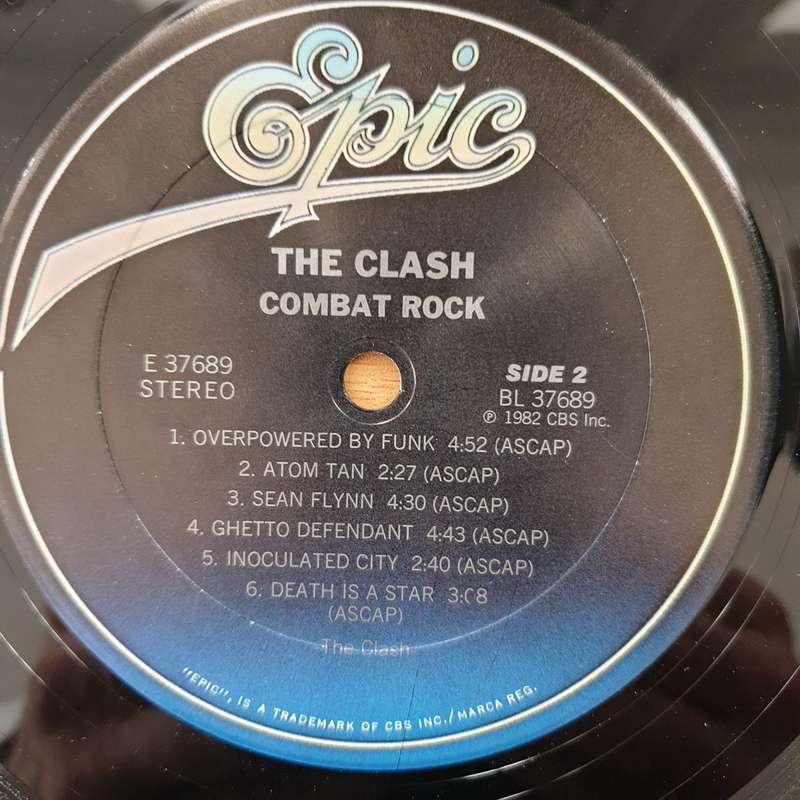 Epic
THE CLASH
COMBAT ROCK
E 37689
STEREO
SIDE 2
BL 37689
℗ 1982 CBS Inc.
1. OVERPOWERED BY FUNK 4:52 (ASCAP)
2. ATOM TAN 2:27 (ASCAP)
3. SEAN FLYNN 4:30 (ASCAP)
4. GHETTO DEFENDANT 4:43 (ASCAP)
5. INOCULATED CITY 2:40 (ASCAP)
6. DEATH IS A STAR 3:08
(ASCAP)
-The Clash-
"EPIC", IS A TRADEMARK OF CBS INC./MARCA REG.